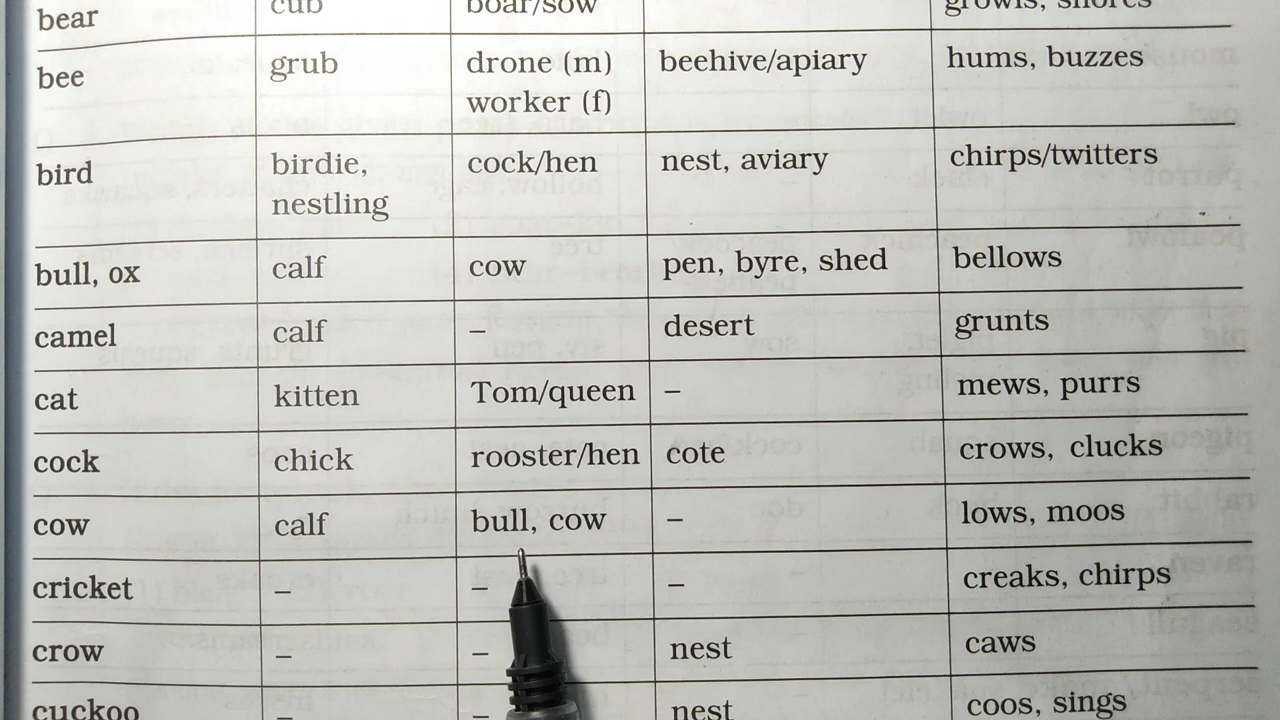 bear cub boar/sow growls, snores
bee grub drone (m) beehive/apiary hums, buzzes
worker (f)
bird birdie, cock/hen nest, aviary chirps/twitters
nestling
bull, ox calf cow pen, byre, shed bellows
camel calf – desert grunts
cat kitten Tom/queen – mews, purrs
cock chick rooster/hen cote crows, clucks
cow calf bull, cow – lows, moos
cricket – – – creaks, chirps
crow – – nest caws
cuckoo – – nest coos, sings